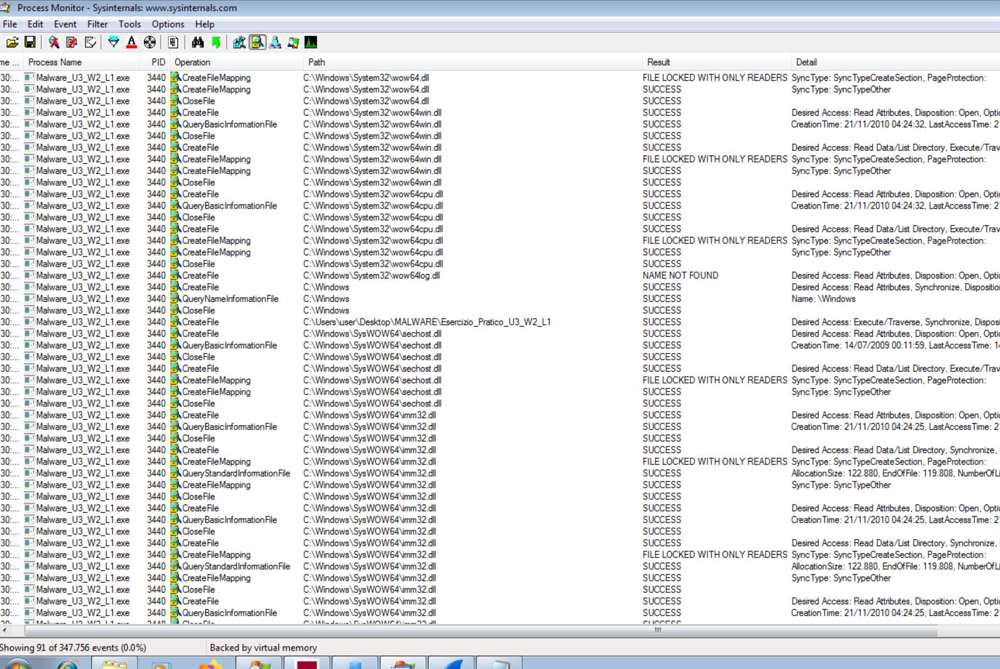 Process Monitor - Sysinternals: www.sysinternals.com
File Edit Event Filter Tools Options Help
me ... Process Name PID Operation Path Result Detail
30:... Malware_U3_W2_L1.exe 3440 CreateFileMapping C:\Windows\System32\wow64.dll FILE LOCKED WITH ONLY READERS SyncType: SyncTypeCreateSection, PageProtection:
30:... Malware_U3_W2_L1.exe 3440 CreateFileMapping C:\Windows\System32\wow64.dll SUCCESS SyncType: SyncTypeOther
30:... Malware_U3_W2_L1.exe 3440 CloseFile C:\Windows\System32\wow64.dll SUCCESS
30:... Malware_U3_W2_L1.exe 3440 CreateFile C:\Windows\System32\wow64win.dll SUCCESS Desired Access: Read Attributes, Disposition: Open, Optio
30:... Malware_U3_W2_L1.exe 3440 QueryBasicInformationFile C:\Windows\System32\wow64win.dll SUCCESS CreationTime: 21/11/2010 04:24:32, LastAccessTime: 2
30:... Malware_U3_W2_L1.exe 3440 CloseFile C:\Windows\System32\wow64win.dll SUCCESS
30:... Malware_U3_W2_L1.exe 3440 CreateFile C:\Windows\System32\wow64win.dll SUCCESS Desired Access: Read Data/List Directory, Execute/Trav
30:... Malware_U3_W2_L1.exe 3440 CreateFileMapping C:\Windows\System32\wow64win.dll FILE LOCKED WITH ONLY READERS SyncType: SyncTypeCreateSection, PageProtection:
30:... Malware_U3_W2_L1.exe 3440 CreateFileMapping C:\Windows\System32\wow64win.dll SUCCESS SyncType: SyncTypeOther
30:... Malware_U3_W2_L1.exe 3440 CloseFile C:\Windows\System32\wow64win.dll SUCCESS
30:... Malware_U3_W2_L1.exe 3440 CreateFile C:\Windows\System32\wow64cpu.dll SUCCESS Desired Access: Read Attributes, Disposition: Open, Optio
30:... Malware_U3_W2_L1.exe 3440 QueryBasicInformationFile C:\Windows\System32\wow64cpu.dll SUCCESS CreationTime: 21/11/2010 04:24:32, LastAccessTime: 2
30:... Malware_U3_W2_L1.exe 3440 CloseFile C:\Windows\System32\wow64cpu.dll SUCCESS
30:... Malware_U3_W2_L1.exe 3440 CreateFile C:\Windows\System32\wow64cpu.dll SUCCESS Desired Access: Read Data/List Directory, Execute/Trav
30:... Malware_U3_W2_L1.exe 3440 CreateFileMapping C:\Windows\System32\wow64cpu.dll FILE LOCKED WITH ONLY READERS SyncType: SyncTypeCreateSection, PageProtection:
30:... Malware_U3_W2_L1.exe 3440 CreateFileMapping C:\Windows\System32\wow64cpu.dll SUCCESS SyncType: SyncTypeOther
30:... Malware_U3_W2_L1.exe 3440 CloseFile C:\Windows\System32\wow64cpu.dll SUCCESS
30:... Malware_U3_W2_L1.exe 3440 CreateFile C:\Windows\System32\wow64log.dll NAME NOT FOUND Desired Access: Read Attributes, Disposition: Open, Optio
30:... Malware_U3_W2_L1.exe 3440 CreateFile C:\Windows SUCCESS Desired Access: Read Attributes, Synchronize, Disposition
30:... Malware_U3_W2_L1.exe 3440 QueryNameInformationFile C:\Windows SUCCESS Name: \Windows
30:... Malware_U3_W2_L1.exe 3440 CloseFile C:\Windows SUCCESS
30:... Malware_U3_W2_L1.exe 3440 CreateFile C:\Users\user\Desktop\MALWARE\Esercizio_Pratico_U3_W2_L1 SUCCESS Desired Access: Execute/Traverse, Synchronize, Disposi
30:... Malware_U3_W2_L1.exe 3440 CreateFile C:\Windows\SysWOW64\sechost.dll SUCCESS Desired Access: Read Attributes, Disposition: Open, Optio
30:... Malware_U3_W2_L1.exe 3440 QueryBasicInformationFile C:\Windows\SysWOW64\sechost.dll SUCCESS CreationTime: 14/07/2009 00:11:59, LastAccessTime: 14
30:... Malware_U3_W2_L1.exe 3440 CloseFile C:\Windows\SysWOW64\sechost.dll SUCCESS
30:... Malware_U3_W2_L1.exe 3440 CreateFile C:\Windows\SysWOW64\sechost.dll SUCCESS Desired Access: Read Data/List Directory, Execute/Trav
30:... Malware_U3_W2_L1.exe 3440 CreateFileMapping C:\Windows\SysWOW64\sechost.dll FILE LOCKED WITH ONLY READERS SyncType: SyncTypeCreateSection, PageProtection:
30:... Malware_U3_W2_L1.exe 3440 CreateFileMapping C:\Windows\SysWOW64\sechost.dll SUCCESS SyncType: SyncTypeOther
30:... Malware_U3_W2_L1.exe 3440 CloseFile C:\Windows\SysWOW64\sechost.dll SUCCESS
30:... Malware_U3_W2_L1.exe 3440 CreateFile C:\Windows\SysWOW64\imm32.dll SUCCESS Desired Access: Read Attributes, Disposition: Open, Optio
30:... Malware_U3_W2_L1.exe 3440 QueryBasicInformationFile C:\Windows\SysWOW64\imm32.dll SUCCESS CreationTime: 21/11/2010 04:24:25, LastAccessTime: 2
30:... Malware_U3_W2_L1.exe 3440 CloseFile C:\Windows\SysWOW64\imm32.dll SUCCESS
30:... Malware_U3_W2_L1.exe 3440 CreateFile C:\Windows\SysWOW64\imm32.dll SUCCESS Desired Access: Read Data/List Directory, Synchronize,
30:... Malware_U3_W2_L1.exe 3440 CreateFileMapping C:\Windows\SysWOW64\imm32.dll FILE LOCKED WITH ONLY READERS SyncType: SyncTypeCreateSection, PageProtection:
30:... Malware_U3_W2_L1.exe 3440 QueryStandardInformationFile C:\Windows\SysWOW64\imm32.dll SUCCESS AllocationSize: 122.880, EndOfFile: 119.808, NumberOfLi
30:... Malware_U3_W2_L1.exe 3440 CreateFileMapping C:\Windows\SysWOW64\imm32.dll SUCCESS SyncType: SyncTypeOther
30:... Malware_U3_W2_L1.exe 3440 CloseFile C:\Windows\SysWOW64\imm32.dll SUCCESS
30:... Malware_U3_W2_L1.exe 3440 CreateFile C:\Windows\SysWOW64\imm32.dll SUCCESS Desired Access: Read Attributes, Disposition: Open, Optio
30:... Malware_U3_W2_L1.exe 3440 QueryBasicInformationFile C:\Windows\SysWOW64\imm32.dll SUCCESS CreationTime: 21/11/2010 04:24:25, LastAccessTime: 2
30:... Malware_U3_W2_L1.exe 3440 CloseFile C:\Windows\SysWOW64\imm32.dll SUCCESS
30:... Malware_U3_W2_L1.exe 3440 CreateFile C:\Windows\SysWOW64\imm32.dll SUCCESS Desired Access: Read Data/List Directory, Synchronize,
30:... Malware_U3_W2_L1.exe 3440 CreateFileMapping C:\Windows\SysWOW64\imm32.dll FILE LOCKED WITH ONLY READERS SyncType: SyncTypeCreateSection, PageProtection:
30:... Malware_U3_W2_L1.exe 3440 QueryStandardInformationFile C:\Windows\SysWOW64\imm32.dll SUCCESS AllocationSize: 122.880, EndOfFile: 119.808, NumberOfLi
30:... Malware_U3_W2_L1.exe 3440 CreateFileMapping C:\Windows\SysWOW64\imm32.dll SUCCESS SyncType: SyncTypeOther
30:... Malware_U3_W2_L1.exe 3440 CloseFile C:\Windows\SysWOW64\imm32.dll SUCCESS
30:... Malware_U3_W2_L1.exe 3440 CreateFile C:\Windows\SysWOW64\imm32.dll SUCCESS Desired Access: Read Attributes, Disposition: Open, Optio
30:... Malware_U3_W2_L1.exe 3440 QueryBasicInformationFile C:\Windows\SysWOW64\imm32.dll SUCCESS CreationTime: 21/11/2010 04:24:25, LastAccessTime: 2
Showing 91 of 347.756 events (0.0%) Backed by virtual memory